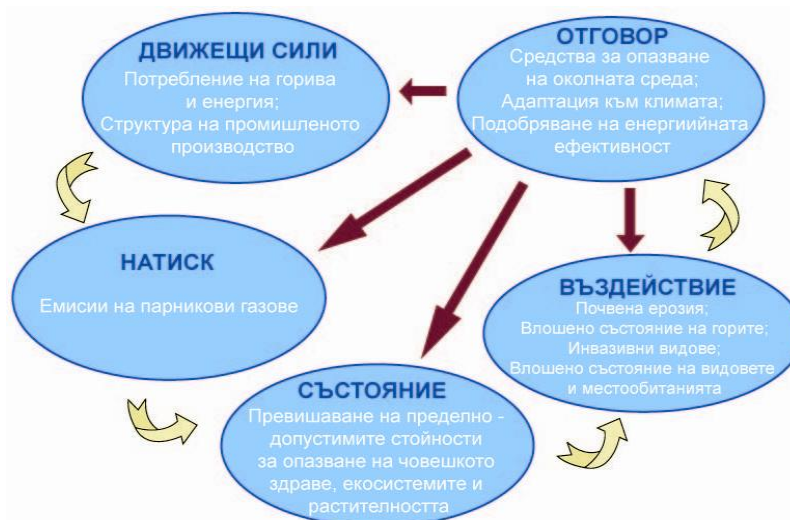 ДВИЖЕЩИ СИЛИ
Потребление на горива
и енергия;
Структура на промишленото
производство
ОТГОВОР
Средства за опазване
на околната среда;
Адаптация към климата;
Подобряване на енергиийната
ефективност
НАТИСК
Емисии на парникови газове
ВЪЗДЕЙСТВИЕ
Почвена ерозия;
Влошено състояние на горите;
Инвазивни видове;
Влошено състояние на видовете
и местообитанията
СЪСТОЯНИЕ
Превишаване на пределно -
допустимите стойности
за опазване на човешкото
здраве, екосистемите и
растителността